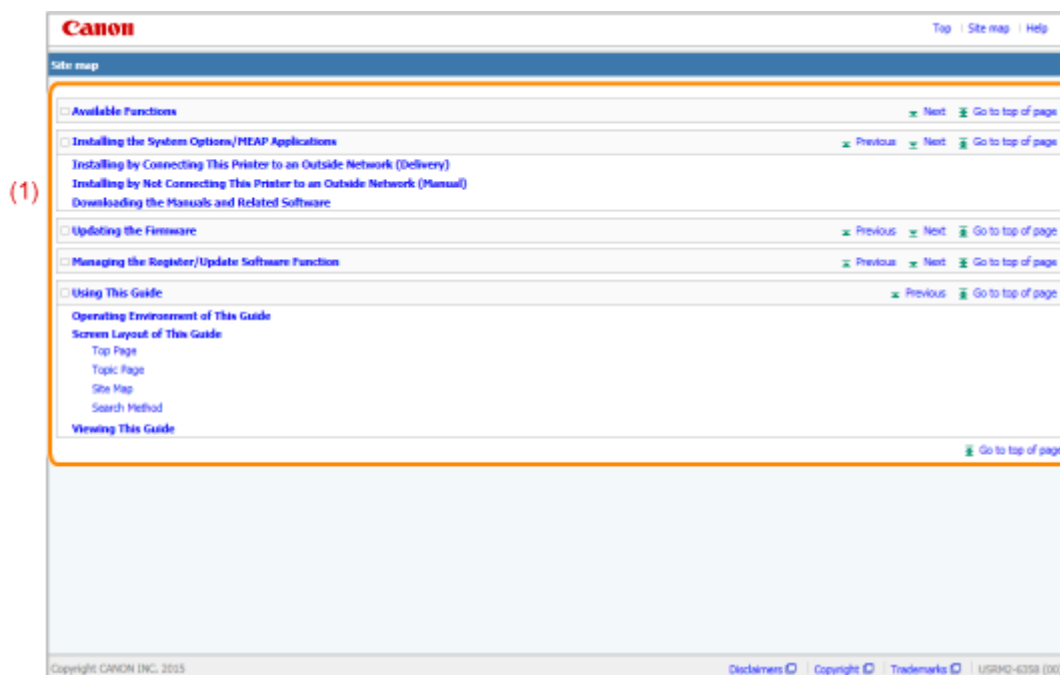 Canon
Top Site map Help
Site map
Available Functions Next Go to top of page
Installing the System Options/MEAP Applications Previous Next Go to top of page
Installing by Connecting This Printer to an Outside Network (Delivery)
Installing by Not Connecting This Printer to an Outside Network (Manual)
Downloading the Manuals and Related Software
(1)
Updating the Firmware Previous Next Go to top of page
Managing the Register/Update Software Function Previous Next Go to top of page
Using This Guide Previous Go to top of page
Operating Environment of This Guide
Screen Layout of This Guide
Top Page
Topic Page
Site Map
Search Method
Viewing This Guide
Go to top of page
Copyright CANON INC. 2015 Disclaimers Copyright Trademarks USRM2-6358 (00